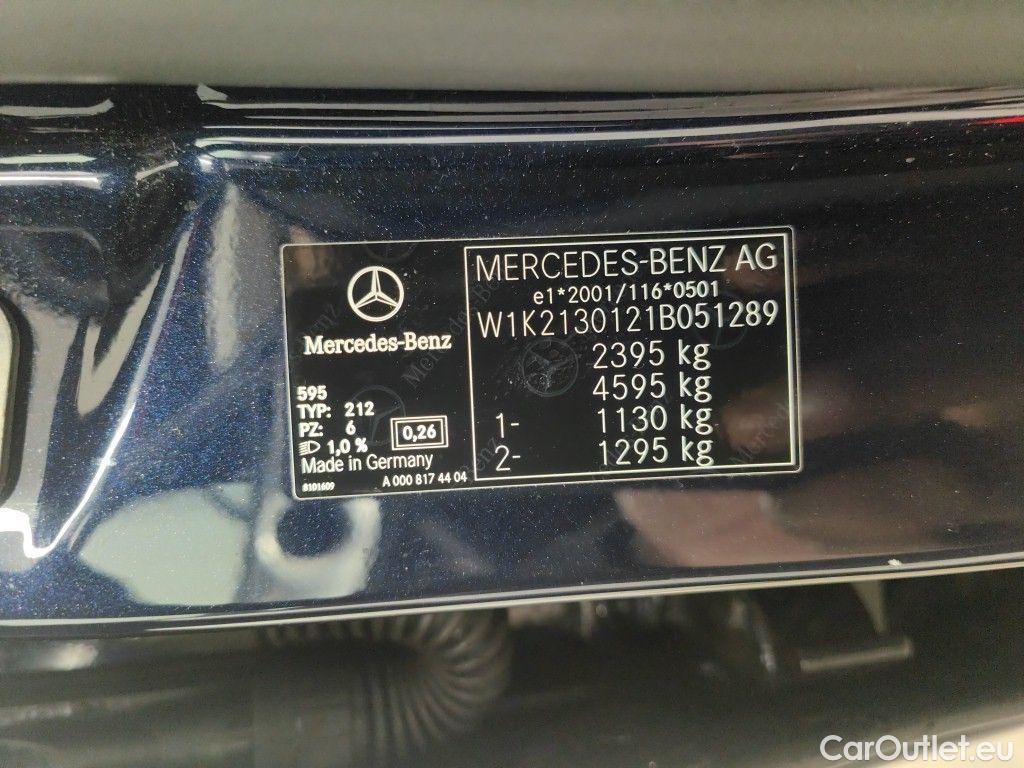 MERCEDES-BENZ AG
e1*2001/116*0501
W1K2130121B051289
2395 kg
4595 kg
1- 1130 kg
2- 1295 kg
Mercedes-Benz
595
TYP: 212
PZ: 6
1,0 %
0,26
Made in Germany
8101609
A 000 817 44 04
CarOutlet.eu